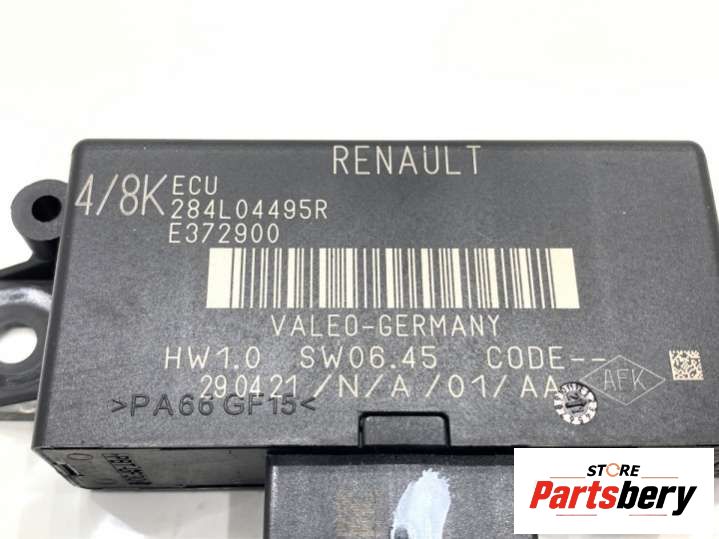 RENAULT
4/8K ECU
284L04495R
E372900
VALEO-GERMANY
HW1.0 SW06.45 CODE--
290421/N/A/01/AA
AFK
>PA66 GF15<
STORE
Partsbery